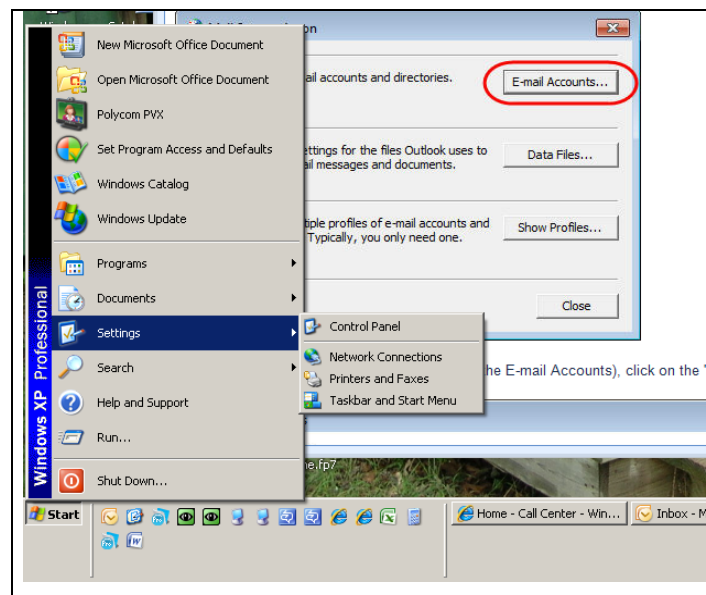 New Microsoft Office Document
Open Microsoft Office Document
Polycom PVX
Set Program Access and Defaults
Windows Catalog
Windows Update
Programs
Documents
Settings
Search
Help and Support
Run...
Shut Down...
Windows XP Professional
Control Panel
Network Connections
Printers and Faxes
Taskbar and Start Menu
ail accounts and directories.
E-mail Accounts...
ettings for the files Outlook uses to
ail messages and documents.
Data Files...
tiple profiles of e-mail accounts and
Typically, you only need one.
Show Profiles...
Close
he E-mail Accounts), click on the "
ne.fp7
Start
Home - Call Center - Win...
Inbox - M